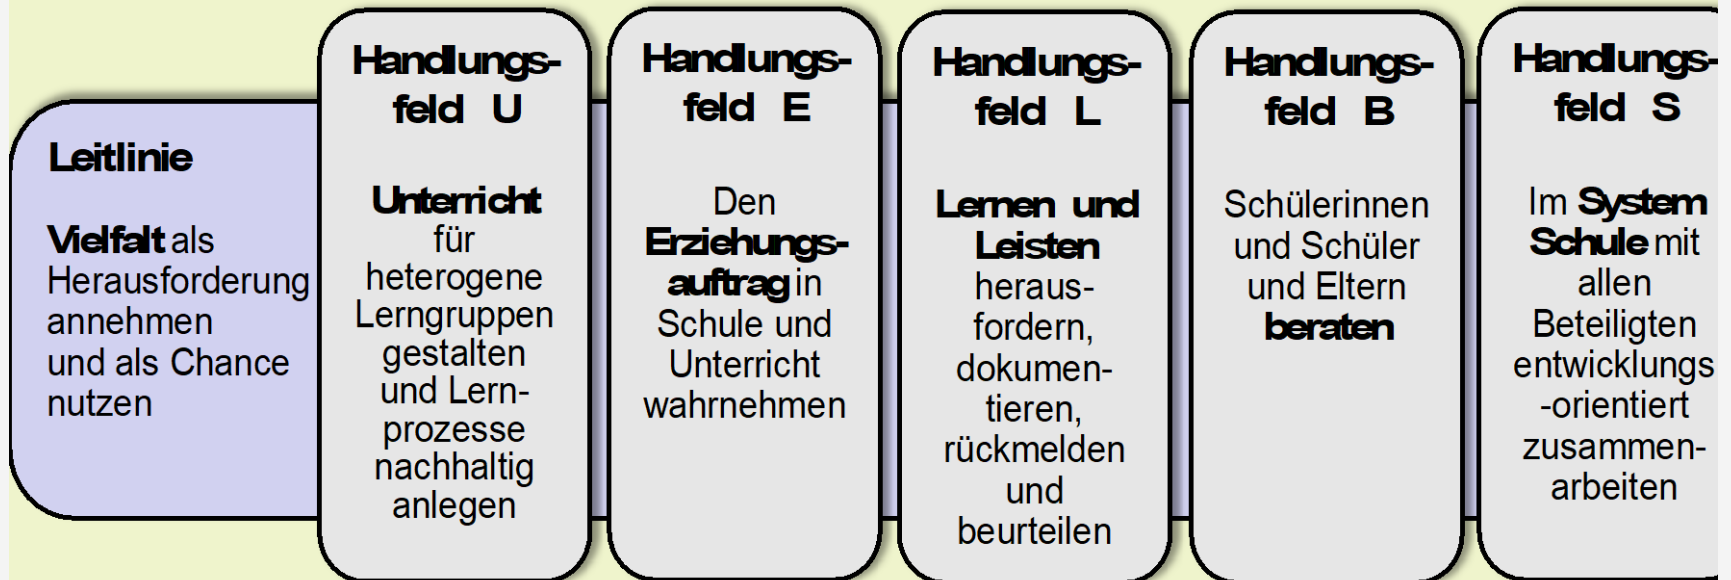 Leitlinie
Vielfalt als
Herausforderung
annehmen
und als Chance
nutzen
Handlungs-
feld U
Unterricht
für
heterogene
Lerngruppen
gestalten
und Lern-
prozesse
nachhaltig
anlegen
Handlungs-
feld E
Den
Erziehungs-
auftrag in
Schule und
Unterricht
wahrnehmen
Handlungs-
feld L
Lernen und
Leisten
heraus-
fordern,
dokumen-
tieren,
rückmelden
und
beurteilen
Handlungs-
feld B
Schülerinnen
und Schüler
und Eltern
beraten
Handlungs-
feld S
Im System
Schule mit
allen
Beteiligten
entwicklungs
-orientiert
zusammen-
arbeiten